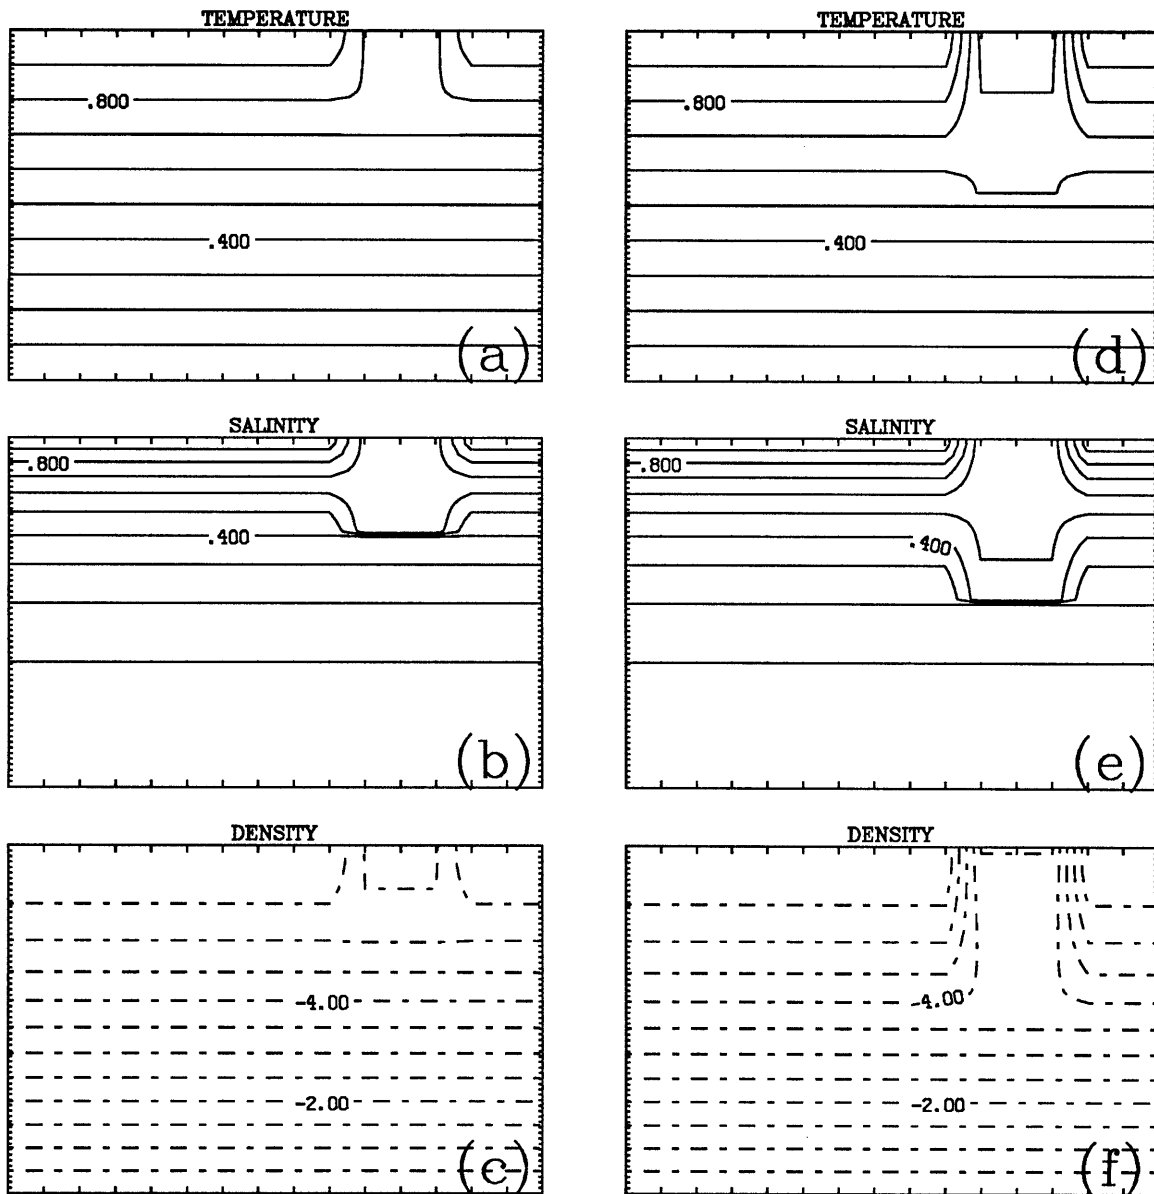 TEMPERATURE
.800
.400
(a)
SALINITY
.800
.400
(b)
DENSITY
-4.00
-2.00
(c)
TEMPERATURE
.800
.400
(d)
SALINITY
.800
.400
(e)
DENSITY
-4.00
-2.00
(f)